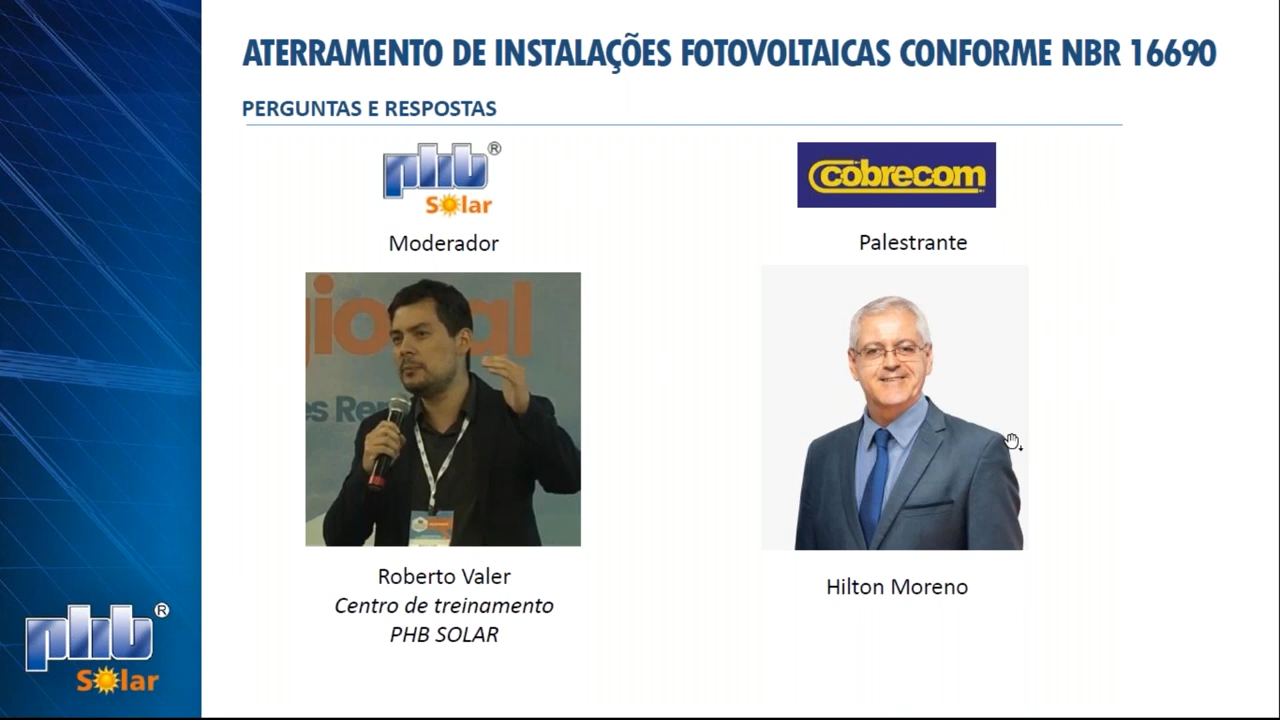 ATERRAMENTO DE INSTALAÇÕES FOTOVOLTAICAS CONFORME NBR 16690
PERGUNTAS E RESPOSTAS
phb®
Solar
cobrecom
Moderador
Palestrante
Roberto Valer
Hilton Moreno
Centro de treinamento
PHB SOLAR
phb®
Solar